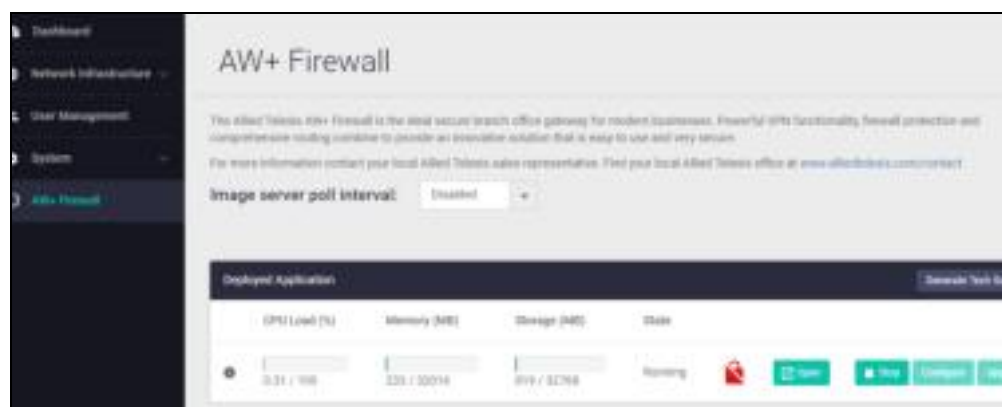 Dashboard
Network Infrastructure
User Management
System
AW+ Firewall
AW+ Firewall
The Allied Telesis AW+ Firewall is the ideal secure branch office gateway for modern businesses. Powerful VPN functionality, firewall protection and
comprehensive routing combine to provide an innovative solution that is easy to use and very secure.
For more information contact your local Allied Telesis sales representative. Find your local Allied Telesis office at www.alliedtelesis.com/contact
Image server poll interval: Disabled
Deployed Application Generate Tech
CPU Load (%) Memory (MB) Storage (MB) State
/ 100 Running Open Stop